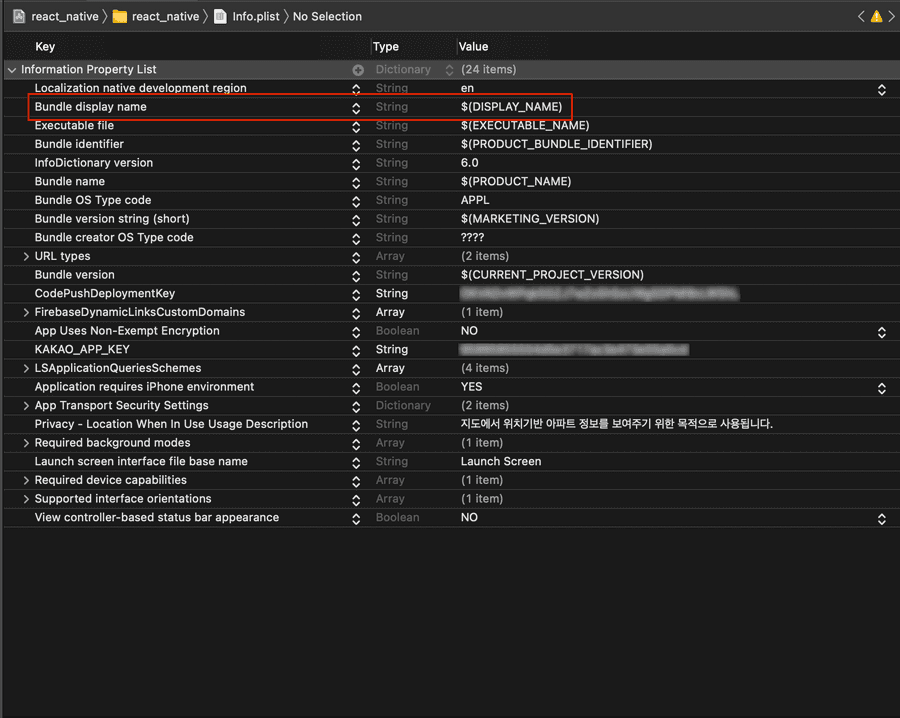 react_native react_native Info.plist No Selection
Key Type Value
Information Property List Dictionary (24 items)
Localization native development region String en
Bundle display name String $(DISPLAY_NAME)
Executable file String $(EXECUTABLE_NAME)
Bundle identifier String $(PRODUCT_BUNDLE_IDENTIFIER)
InfoDictionary version String 6.0
Bundle name String $(PRODUCT_NAME)
Bundle OS Type code String APPL
Bundle version string (short) String $(MARKETING_VERSION)
Bundle creator OS Type code String ????
URL types Array (2 items)
Bundle version String $(CURRENT_PROJECT_VERSION)
CodePushDeploymentKey String
FirebaseDynamicLinksCustomDomains Array (1 item)
App Uses Non-Exempt Encryption Boolean NO
KAKAO_APP_KEY String
LSApplicationQueriesSchemes Array (4 items)
Application requires iPhone environment Boolean YES
App Transport Security Settings Dictionary (2 items)
Privacy - Location When In Use Usage Description String 지도에서 위치기반 아파트 정보를 보여주기 위한 목적으로 사용됩니다.
Required background modes Array (1 item)
Launch screen interface file base name String Launch Screen
Required device capabilities Array (1 item)
Supported interface orientations Array (1 item)
View controller-based status bar appearance Boolean NO